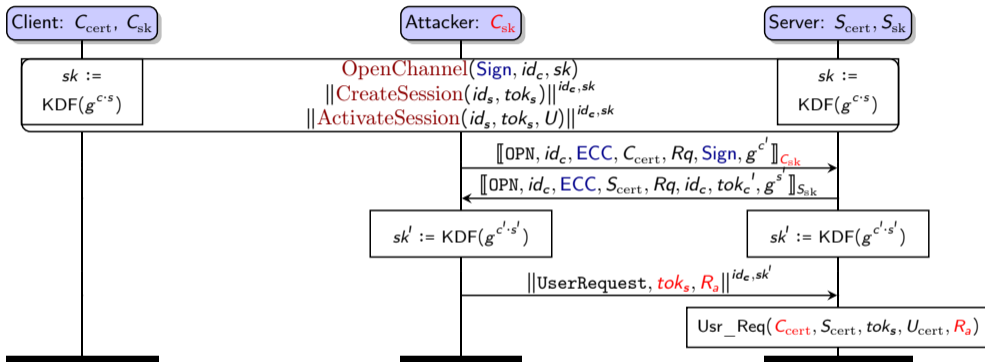 Client: C_cert, C_sk
Attacker: C_sk
Server: S_cert, S_sk
sk :=
KDF(g^{c·s})
OpenChannel(Sign, id_c, sk)
||CreateSession(id_s, tok_s)||^{id_c,sk}
||ActivateSession(id_s, tok_s, U)||^{id_c,sk}
sk :=
KDF(g^{c·s})
⟦OPN, id_c, ECC, C_cert, Rq, Sign, g^{c'}⟧_{C_sk}
⟦OPN, id_c, ECC, S_cert, Rq, id_c, tok_c', g^{s'}⟧_{S_sk}
sk' := KDF(g^{c'·s'})
sk' := KDF(g^{c'·s'})
||UserRequest, tok_s, R_a||^{id_c,sk'}
Usr_Req(C_cert, S_cert, tok_s, U_cert, R_a)